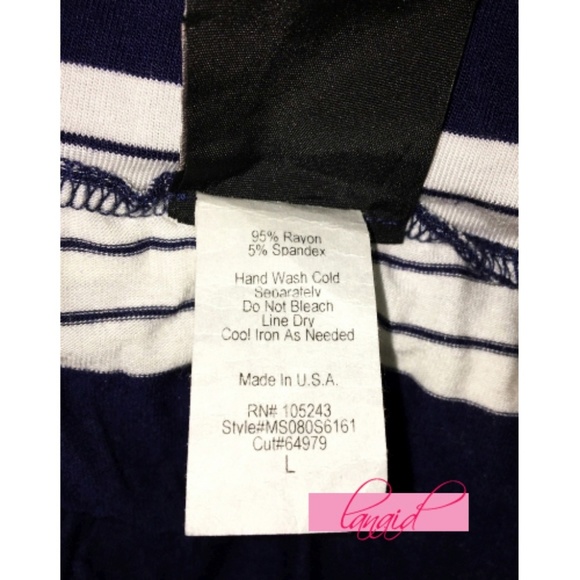 95% Rayon
5% Spandex
Hand Wash Cold
Separately
Do Not Bleach
Line Dry
Cool Iron As Needed
Made In U.S.A.
RN# 105243
Style#MS080S6161
Cut#64979
L
lanaid